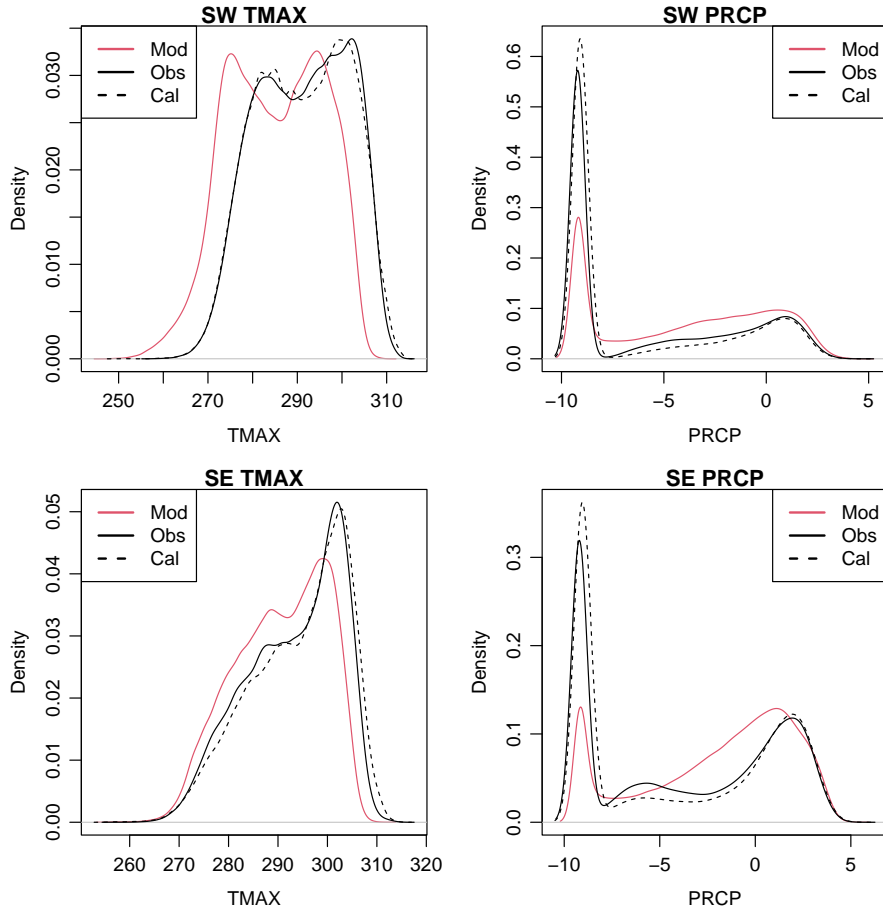 SW TMAX
Mod
Obs
Cal
Density
0.000
0.010
0.020
0.030
250
270
290
310
TMAX
SW PRCP
Mod
Obs
Cal
Density
0.0
0.1
0.2
0.3
0.4
0.5
0.6
−10
−5
0
5
PRCP
SE TMAX
Mod
Obs
Cal
Density
0.00
0.01
0.02
0.03
0.04
0.05
260
270
280
290
300
310
320
TMAX
SE PRCP
Mod
Obs
Cal
Density
0.0
0.1
0.2
0.3
−10
−5
0
5
PRCP